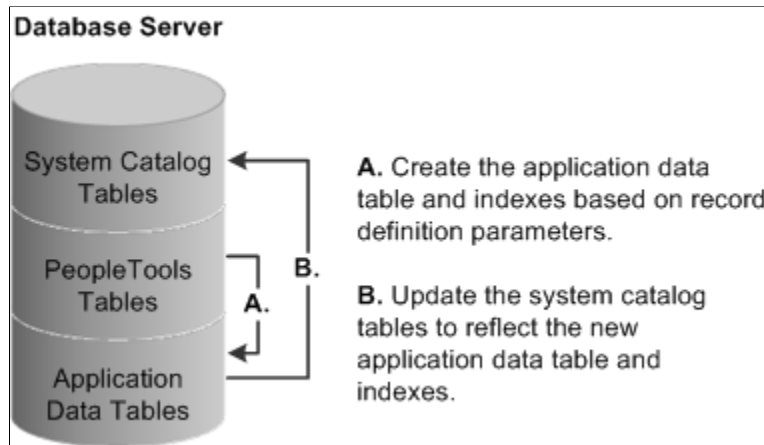 Database Server
System Catalog
Tables
PeopleTools
Tables
Application
Data Tables
A.
B.
A. Create the application data
table and indexes based on record
definition parameters.
B. Update the system catalog
tables to reflect the new
application data table and
indexes.